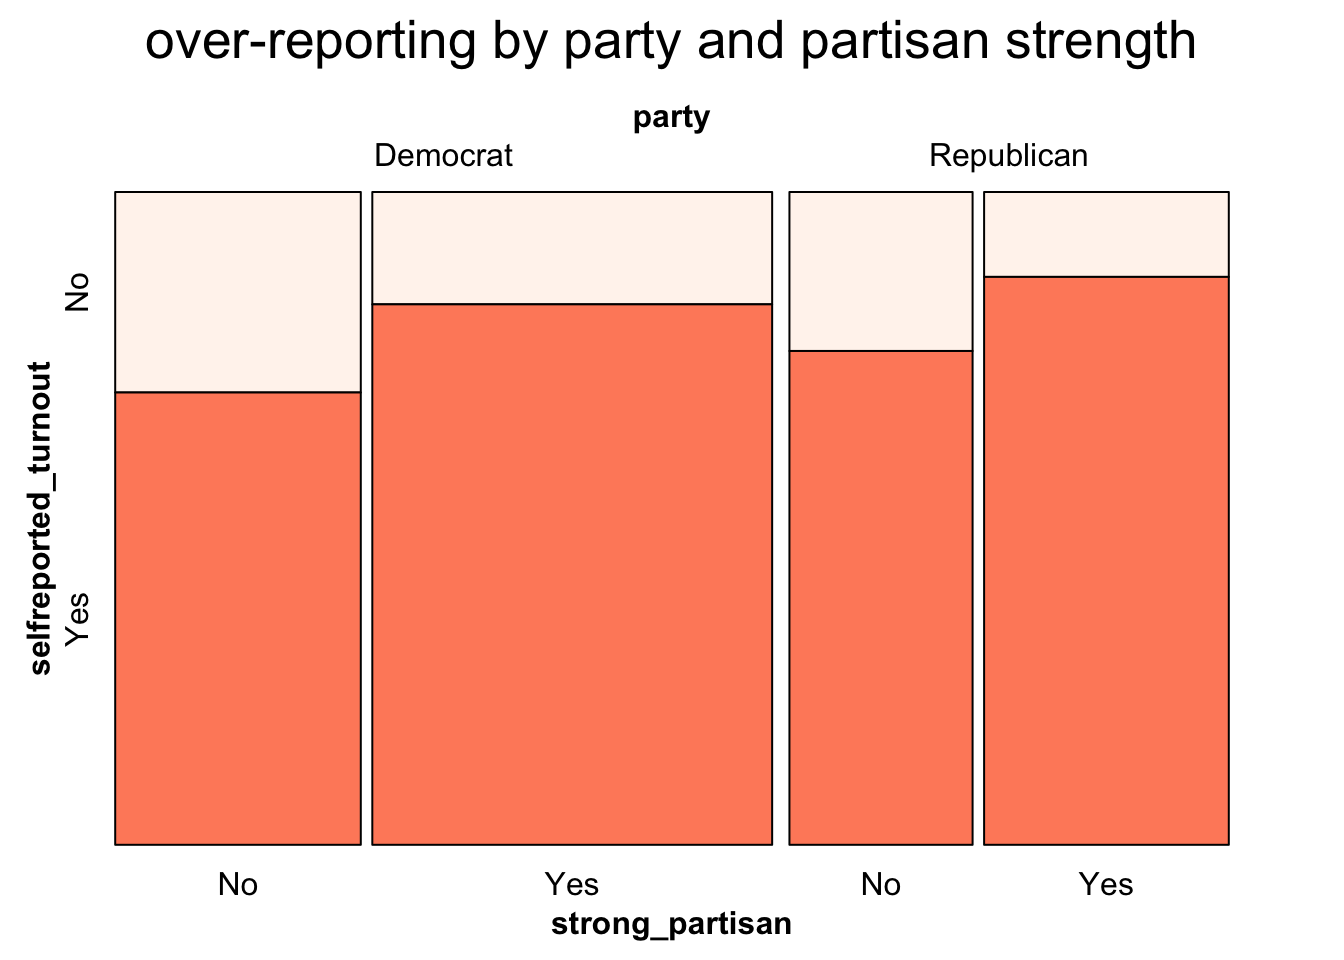 over-reporting by party and partisan strength
party
Democrat Republican
selfreported_turnout
No
Yes
No Yes No Yes
strong_partisan